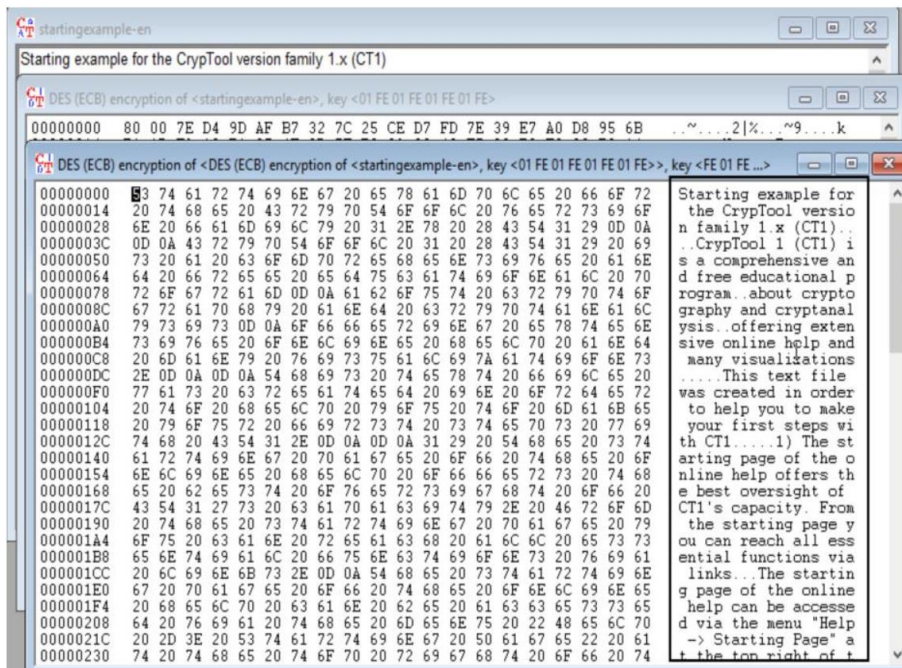 startingexample-en
Starting example for the CrypTool version family 1.x (CT1)
DES (ECB) encryption of <startingexample-en>, key <01 FE 01 FE 01 FE 01 FE>
00000000 80 00 7E D4 9D AF B7 32 7C 25 CE D7 FD 7E 39 E7 A0 D8 95 6B ..~....2|%...~9....k
DES (ECB) encryption of <DES (ECB) encryption of <startingexample-en>, key <01 FE 01 FE 01 FE 01 FE>>, key <FE 01 FE ...>
00000000 53 74 61 72 74 69 6E 67 20 65 78 61 6D 70 6C 65 20 66 6F 72 Starting example for
00000014 20 74 68 65 20 43 72 79 70 54 6F 6F 6C 20 76 65 72 73 69 6F the CrypTool versio
00000028 6E 20 66 61 6D 69 6C 79 20 31 2E 78 20 28 43 54 31 29 0D 0A n family 1.x (CT1)..
0000003C 0D 0A 43 72 79 70 54 6F 6F 6C 20 31 20 28 43 54 31 29 20 69 ..CrypTool 1 (CT1) i
00000050 73 20 61 20 63 6F 6D 70 72 65 68 65 6E 73 69 76 65 20 61 6E s a comprehensive an
00000064 64 20 66 72 65 65 20 65 64 75 63 61 74 69 6F 6E 61 6C 20 70 d free educational p
00000078 72 6F 67 72 61 6D 0D 0A 61 62 6F 75 74 20 63 72 79 70 74 6F rogram..about crypto
0000008C 67 72 61 70 68 79 20 61 6E 64 20 63 72 79 70 74 61 6E 61 6C graphy and cryptanal
000000A0 79 73 69 73 0D 0A 6F 66 66 65 72 69 6E 67 20 65 78 74 65 6E ysis..offering exten
000000B4 73 69 76 65 20 6F 6E 6C 69 6E 65 20 68 65 6C 70 20 61 6E 64 sive online help and
000000C8 20 6D 61 6E 79 20 76 69 73 75 61 6C 69 7A 61 74 69 6F 6E 73 many visualizations
000000DC 2E 0D 0A 0D 0A 54 68 69 73 20 74 65 78 74 20 66 69 6C 65 20 .....This text file
000000F0 77 61 73 20 63 72 65 61 74 65 64 20 69 6E 20 6F 72 64 65 72 was created in order
00000104 20 74 6F 20 68 65 6C 70 20 79 6F 75 20 74 6F 20 6D 61 6B 65 to help you to make
00000118 20 79 6F 75 72 20 66 69 72 73 74 20 73 74 65 70 73 20 77 69 your first steps wi
0000012C 74 68 20 43 54 31 2E 0D 0A 0D 0A 31 29 20 54 68 65 20 73 74 th CT1.....1) The st
00000140 61 72 74 69 6E 67 20 70 61 67 65 20 6F 66 20 74 68 65 20 6F arting page of the o
00000154 6E 6C 69 6E 65 20 68 65 6C 70 20 6F 66 66 65 72 73 20 74 68 nline help offers th
00000168 65 20 62 65 73 74 20 6F 76 65 72 73 69 67 68 74 20 6F 66 20 e best oversight of
0000017C 43 54 31 27 73 20 63 61 70 61 63 69 74 79 2E 20 46 72 6F 6D CT1's capacity. From
00000190 20 74 68 65 20 73 74 61 72 74 69 6E 67 20 70 61 67 65 20 79 the starting page y
000001A4 6F 75 20 63 61 6E 20 72 65 61 63 68 20 61 6C 6C 20 65 73 73 ou can reach all ess
000001B8 65 6E 74 69 61 6C 20 66 75 6E 63 74 69 6F 6E 73 20 76 69 61 ential functions via
000001CC 20 6C 69 6E 6B 73 2E 0D 0A 54 68 65 20 73 74 61 72 74 69 6E links...The startin
000001E0 67 20 70 61 67 65 20 6F 66 20 74 68 65 20 6F 6E 6C 69 6E 65 g page of the online
000001F4 20 68 65 6C 70 20 63 61 6E 20 62 65 20 61 63 63 65 73 73 65 help can be accesse
00000208 64 20 76 69 61 20 74 68 65 20 6D 65 6E 75 20 22 48 65 6C 70 d via the menu "Help
0000021C 20 2D 3E 20 53 74 61 72 74 69 6E 67 20 50 61 67 65 22 20 61 -> Starting Page" a
00000230 74 20 74 68 65 20 74 6F 70 20 72 69 67 68 74 20 6F 66 20 74 t the top right of t